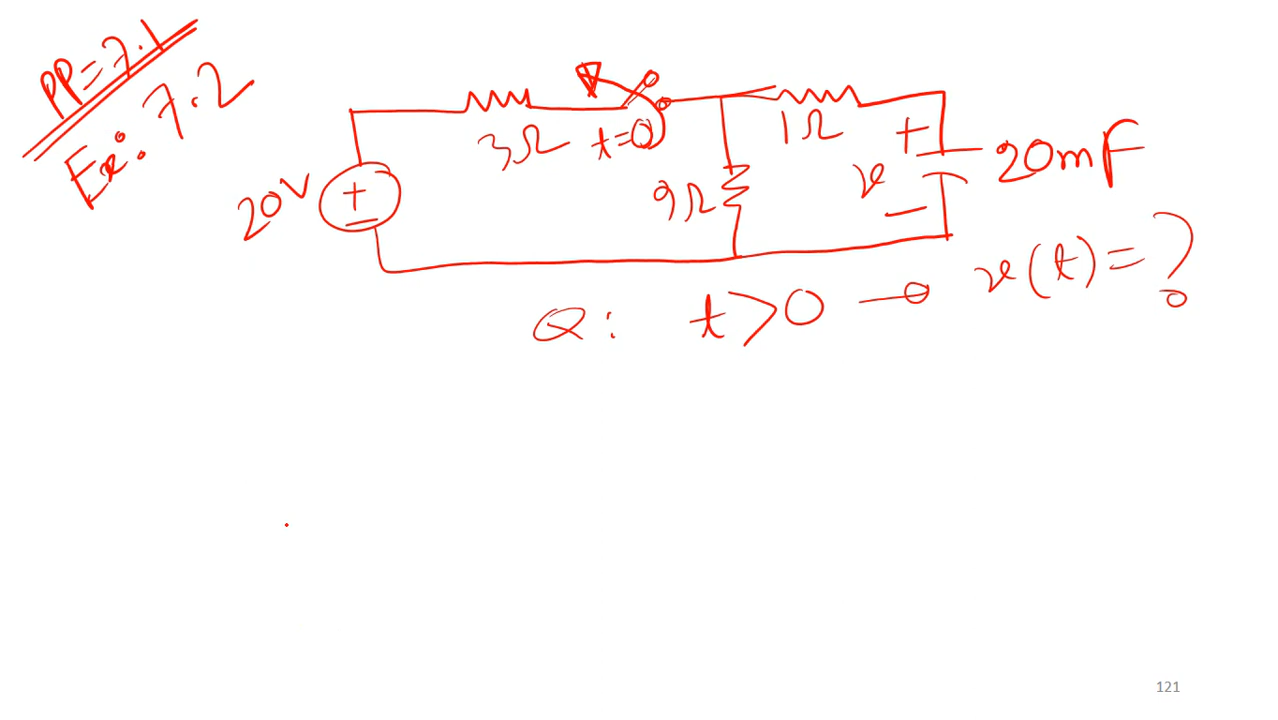 PP=7.1
Ex: 7.2
3Ω
t=0
1Ω
20V
+
-
9Ω
+
v
-
20mF
Q: t>0 → v(t)=?
121